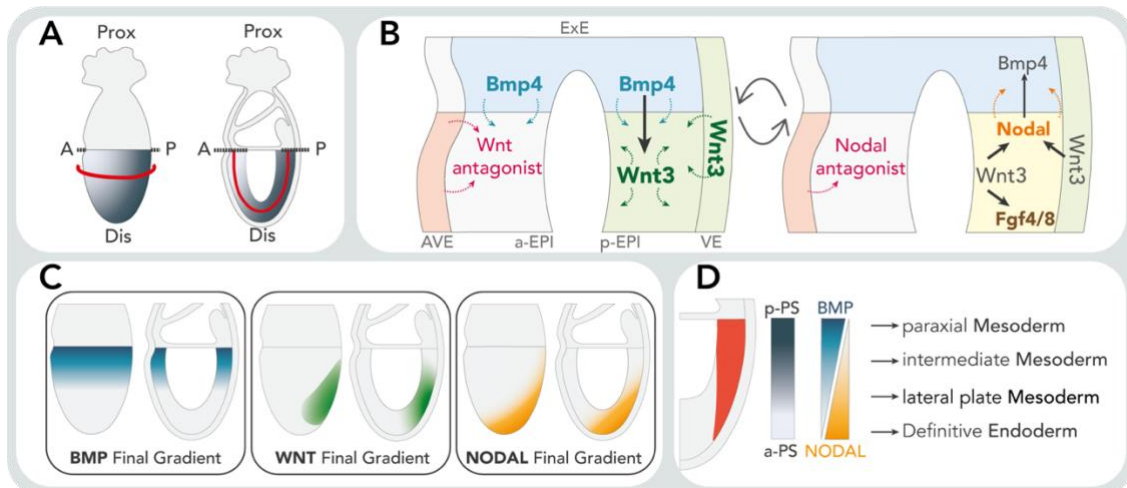 A
Prox
Prox
A
P
A
P
Dis
Dis
B
ExE
Bmp4
Bmp4
Wnt
antagonist
Wnt3
Wnt3
AVE
a-EPI
p-EPI
VE
Bmp4
Nodal
Nodal
antagonist
Wnt3
Wnt3
Fgf4/8
C
BMP Final Gradient
WNT Final Gradient
NODAL Final Gradient
D
p-PS
BMP
paraxial Mesoderm
intermediate Mesoderm
lateral plate Mesoderm
Definitive Endoderm
a-PS
NODAL